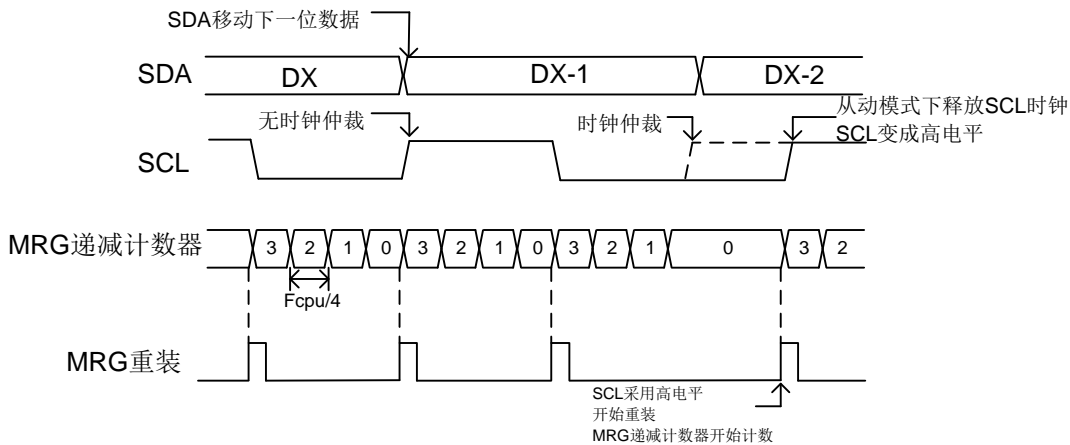 SDA移动下一位数据
SDA DX DX-1 DX-2
无时钟仲裁 时钟仲裁 从动模式下释放SCL时钟
SCL变成高电平
SCL
MRG递减计数器 3 2 1 0 3 2 1 0 3 2 1 0 3 2
Fcpu/4
MRG重装
SCL采用高电平
开始重装
MRG递减计数器开始计数